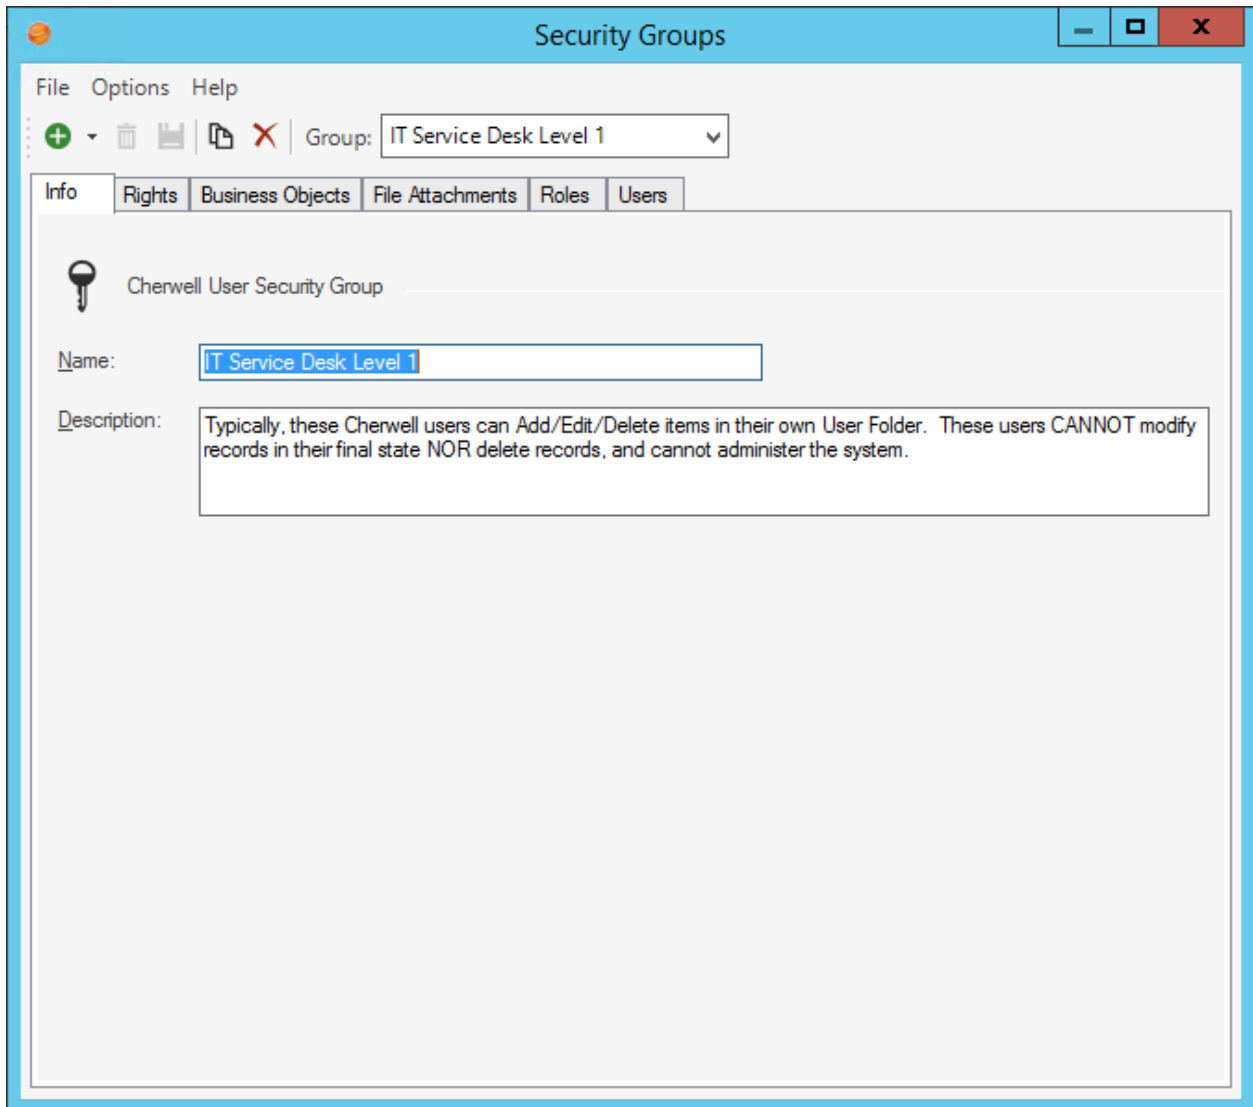 Security Groups
File Options Help
Group: IT Service Desk Level 1
Info Rights Business Objects File Attachments Roles Users
Cherwell User Security Group
Name: IT Service Desk Level 1
Description: Typically, these Cherwell users can Add/Edit/Delete items in their own User Folder.  These users CANNOT modify
records in their final state NOR delete records, and cannot administer the system.